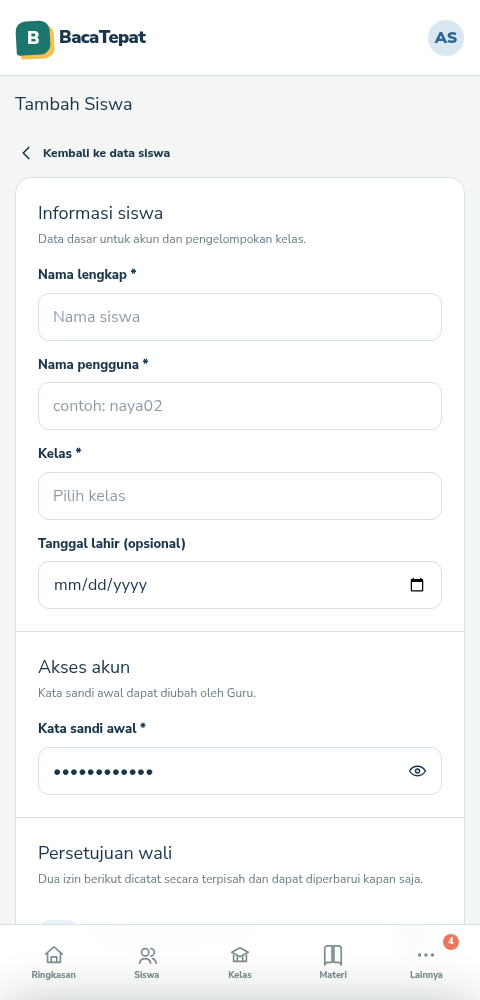 B BacaTepat
AS
Tambah Siswa
Kembali ke data siswa
Informasi siswa
Data dasar untuk akun dan pengelompokan kelas.
Nama lengkap *
Nama siswa
Nama pengguna *
contoh: naya02
Kelas *
Pilih kelas
Tanggal lahir (opsional)
mm/dd/yyyy
Akses akun
Kata sandi awal dapat diubah oleh Guru.
Kata sandi awal *
••••••••••••
Persetujuan wali
Dua izin berikut dicatat secara terpisah dan dapat diperbarui kapan saja.
4
Ringkasan Siswa Kelas Materi Lainnya